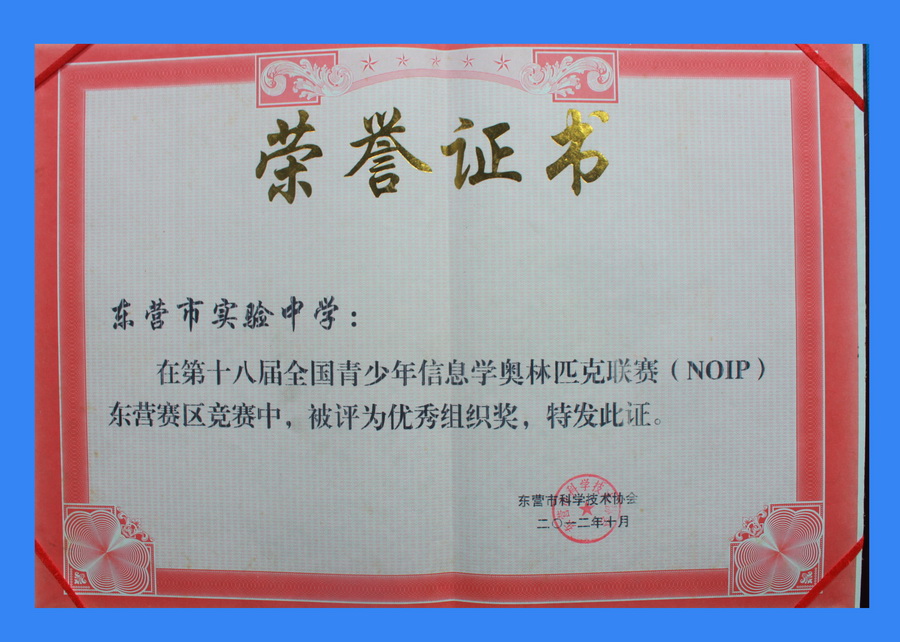 荣誉证书
东营市实验中学：
在第十八届全国青少年信息学奥林匹克联赛（NOIP）
东营赛区竞赛中，被评为优秀组织奖，特发此证。
东营市科学技术协会
二〇一二年十月